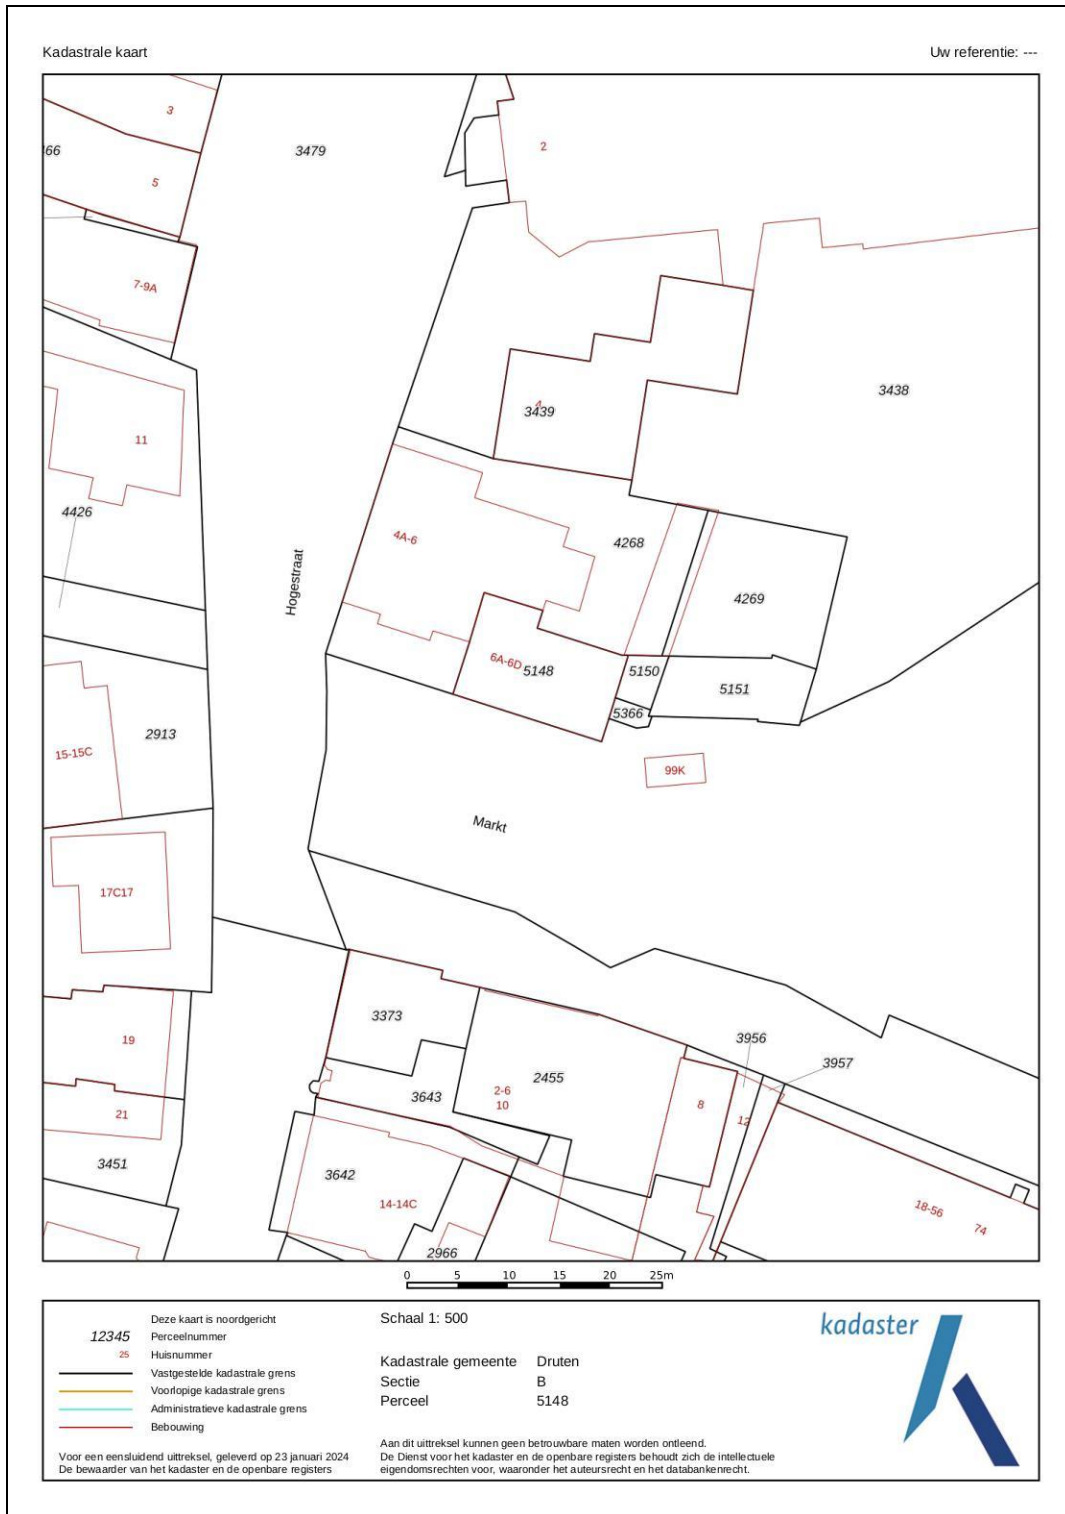 Kadastrale kaart
Uw referentie: ---
3
3479
2
5
7-9A
3438
4
3439
11
4426
4A-6
4268
Hogestraat
4269
6A-6D
5148
5150
5151
5366
2913
15-15C
99K
Markt
17C17
3373
19
3956
3957
2455
2-6
10
3643
8
12
21
3451
3642
14-14C
18-56
74
2966
0 5 10 15 20 25m
Deze kaart is noordgericht
12345 Perceelnummer
25 Huisnummer
Vastgestelde kadastrale grens
Voorlopige kadastrale grens
Administratieve kadastrale grens
Bebouwing
Voor een eensluidend uittreksel, geleverd op 23 januari 2024
De bewaarder van het kadaster en de openbare registers
Schaal 1: 500
Kadastrale gemeente Druten
Sectie B
Perceel 5148
Aan dit uittreksel kunnen geen betrouwbare maten worden ontleend.
De Dienst voor het kadaster en de openbare registers behoudt zich de intellectuele
eigendomsrechten voor, waaronder het auteursrecht en het databankenrecht.
kadaster